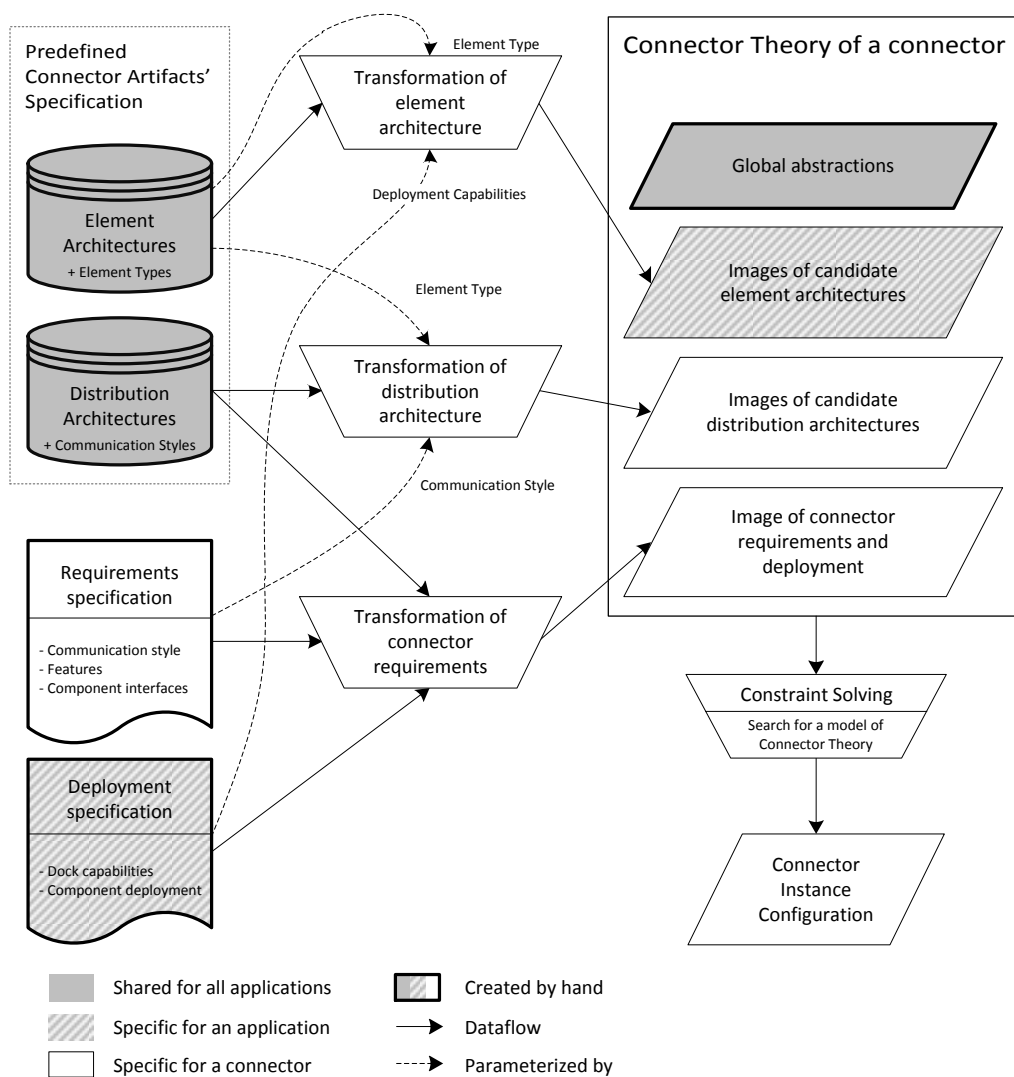 Predefined
Connector Artifacts'
Specification
Element
Architectures
+ Element Types
Distribution
Architectures
+ Communication Styles
Requirements
specification
- Communication style
- Features
- Component interfaces
Deployment
specification
- Dock capabilities
- Component deployment
Element Type
Transformation of
element
architecture
Deployment Capabilities
Element Type
Transformation of
distribution
architecture
Communication Style
Transformation of
connector
requirements
Connector Theory of a connector
Global abstractions
Images of candidate
element architectures
Images of candidate
distribution architectures
Image of connector
requirements and
deployment
Constraint Solving
Search for a model of
Connector Theory
Connector
Instance
Configuration
Shared for all applications
Specific for an application
Specific for a connector
Created by hand
Dataflow
Parameterized by